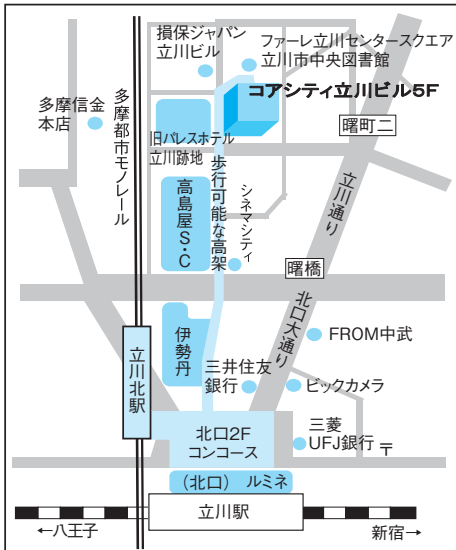 損保ジャパン
立川ビル
ファーレ立川センタースクエア
立川市中央図書館
コアシティ立川ビル5F
多摩信金
本店
多摩都市モノレール
曙町二
旧パレスホテル
立川跡地
歩行可能な高架
立川通り
高島屋S・C
シネマシティ
曙橋
北口大通り
伊勢丹
FROM中武
立川北駅
三井住友
銀行
ビックカメラ
北口2F
コンコース
三菱
UFJ銀行
〒
(北口) ルミネ
立川駅
←八王子
新宿→